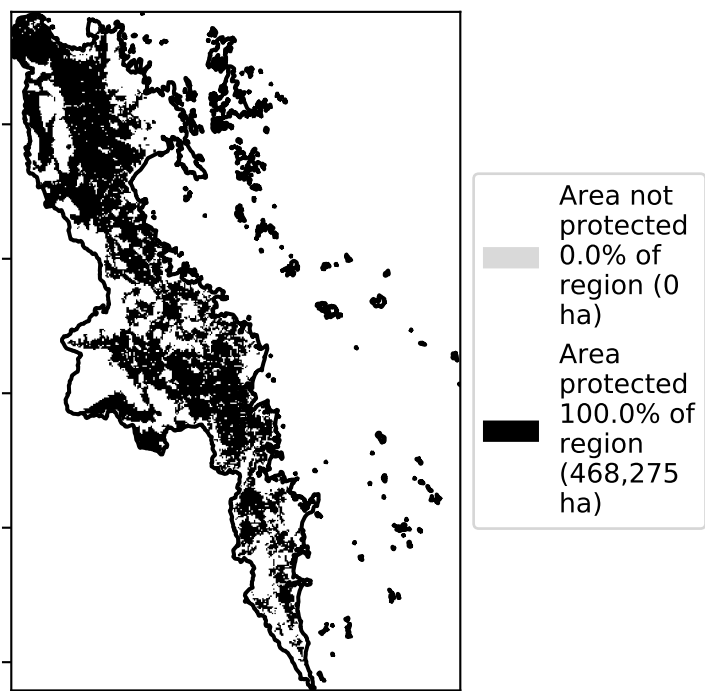 Area not
protected
0.0% of
region (0
ha)
Area
protected
100.0% of
region
(468,275
ha)